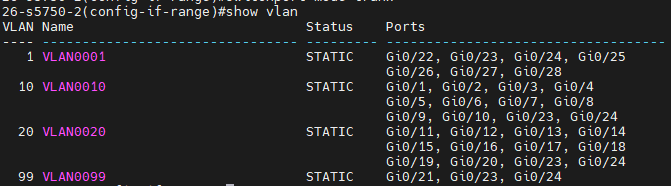 26-s5750-2(config-if-range)#show vlan
VLAN Name                             Status    Ports
---- -------------------------------- --------- -----------------------------------
   1 VLAN0001                         STATIC    Gi0/22, Gi0/23, Gi0/24, Gi0/25
                                                Gi0/26, Gi0/27, Gi0/28
  10 VLAN0010                         STATIC    Gi0/1, Gi0/2, Gi0/3, Gi0/4
                                                Gi0/5, Gi0/6, Gi0/7, Gi0/8
                                                Gi0/9, Gi0/10, Gi0/23, Gi0/24
  20 VLAN0020                         STATIC    Gi0/11, Gi0/12, Gi0/13, Gi0/14
                                                Gi0/15, Gi0/16, Gi0/17, Gi0/18
                                                Gi0/19, Gi0/20, Gi0/23, Gi0/24
  99 VLAN0099                         STATIC    Gi0/21, Gi0/23, Gi0/24